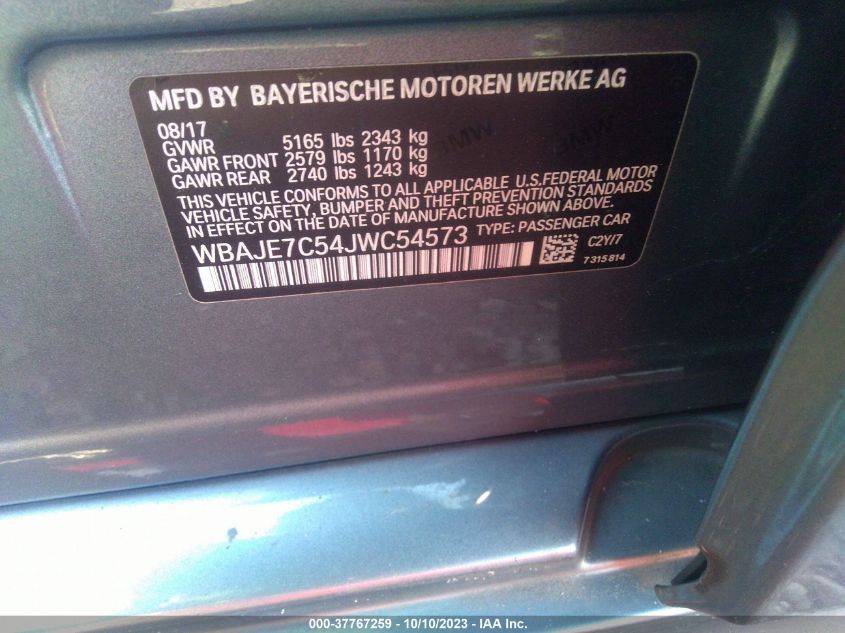 MFD BY BAYERISCHE MOTOREN WERKE AG
08/17
GVWR 5165 lbs 2343 kg
GAWR FRONT 2579 lbs 1170 kg
GAWR REAR 2740 lbs 1243 kg
THIS VEHICLE CONFORMS TO ALL APPLICABLE U.S.FEDERAL MOTOR
VEHICLE SAFETY, BUMPER AND THEFT PREVENTION STANDARDS
IN EFFECT ON THE DATE OF MANUFACTURE SHOWN ABOVE.
WBAJE7C54JWC54573 TYPE: PASSENGER CAR
C2Y/7
7315814
BMW BMW
000-37767259 - 10/10/2023 - IAA Inc.